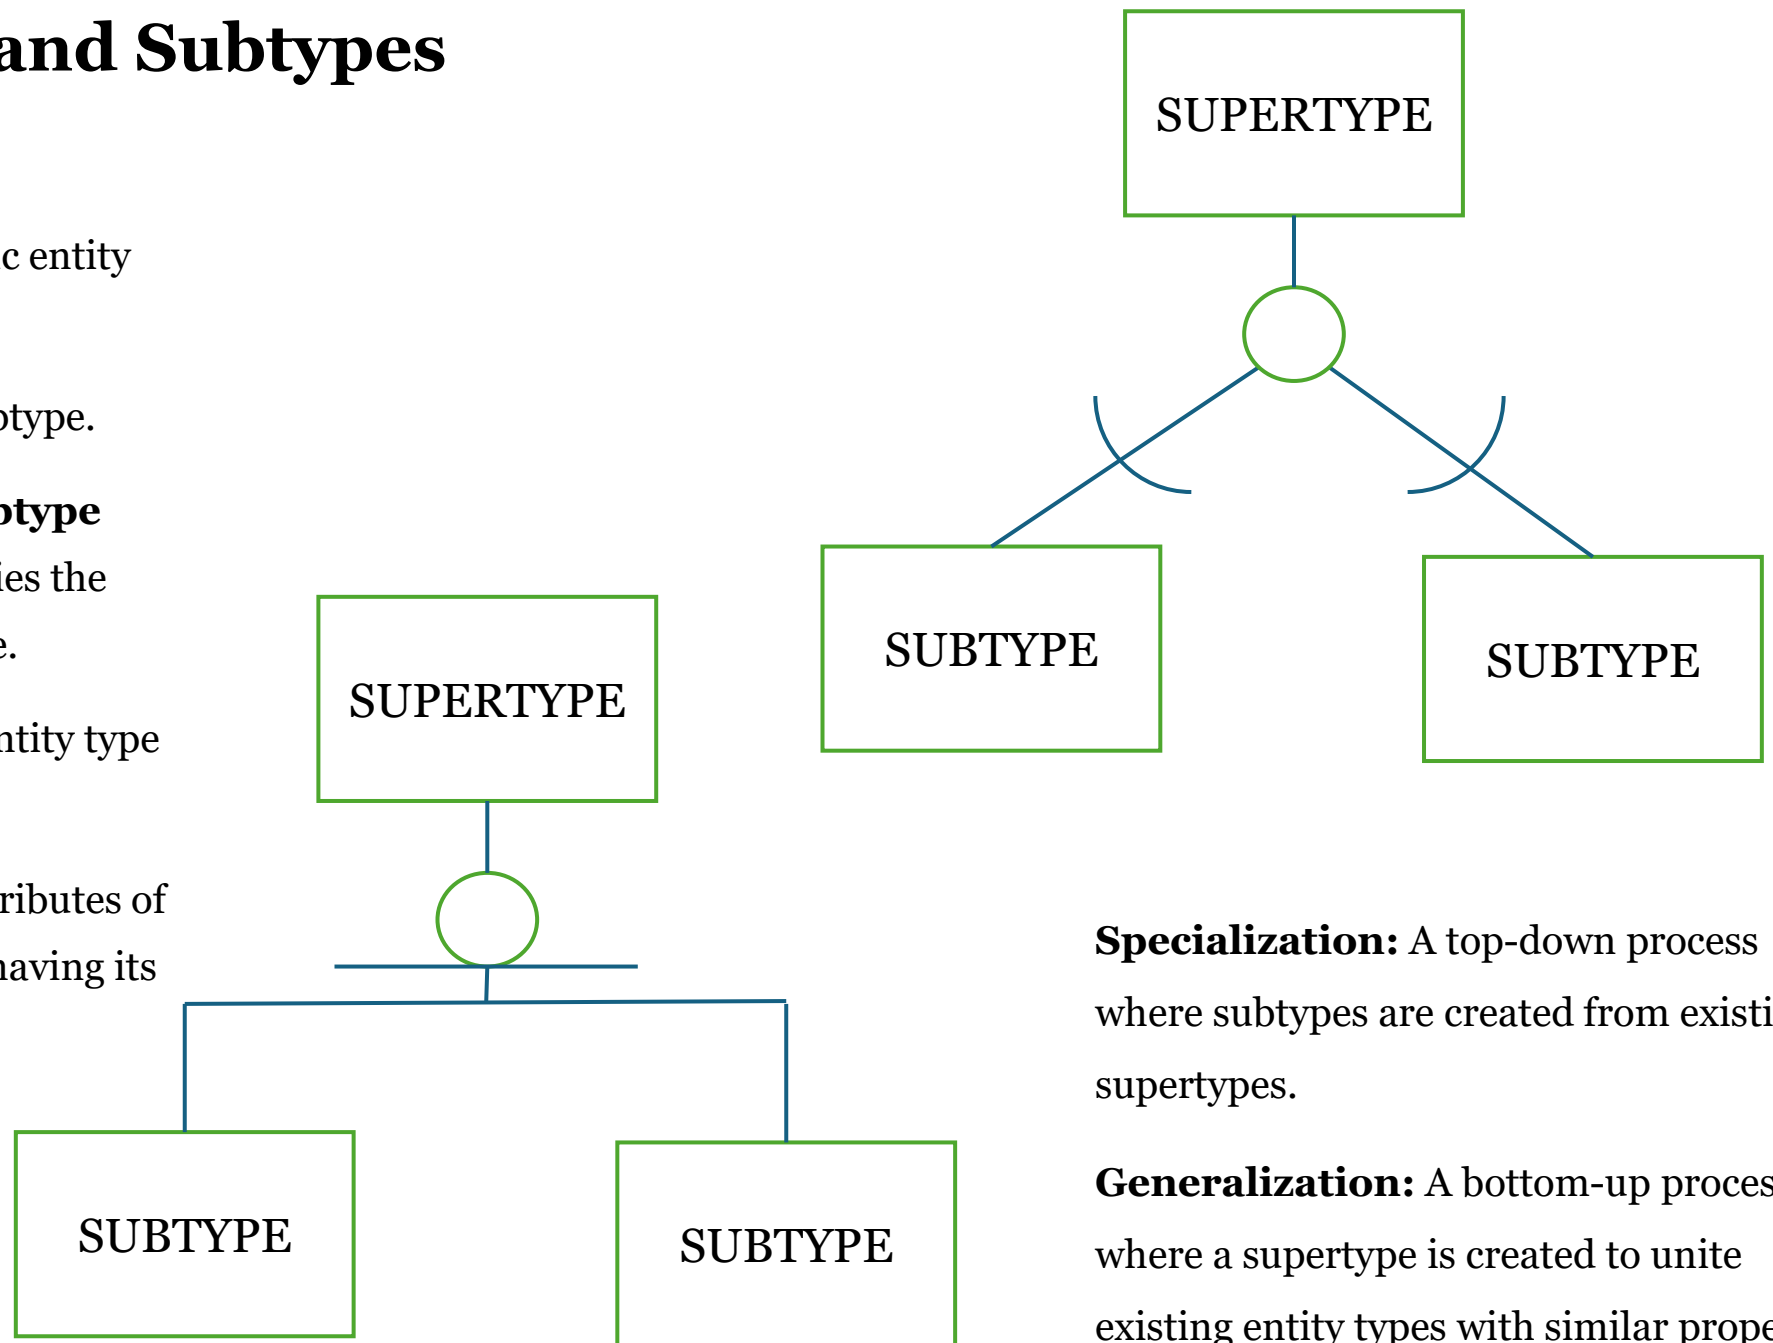 and Subtypes
c entity
otype.
otype
ies the
e.
ntity type
ributes of
having its
SUPERTYPE
SUBTYPE
SUBTYPE
SUPERTYPE
SUBTYPE
SUBTYPE
Specialization: A top-down process
where subtypes are created from existi
supertypes.
Generalization: A bottom-up proces
where a supertype is created to unite
existing entity types with similar prope